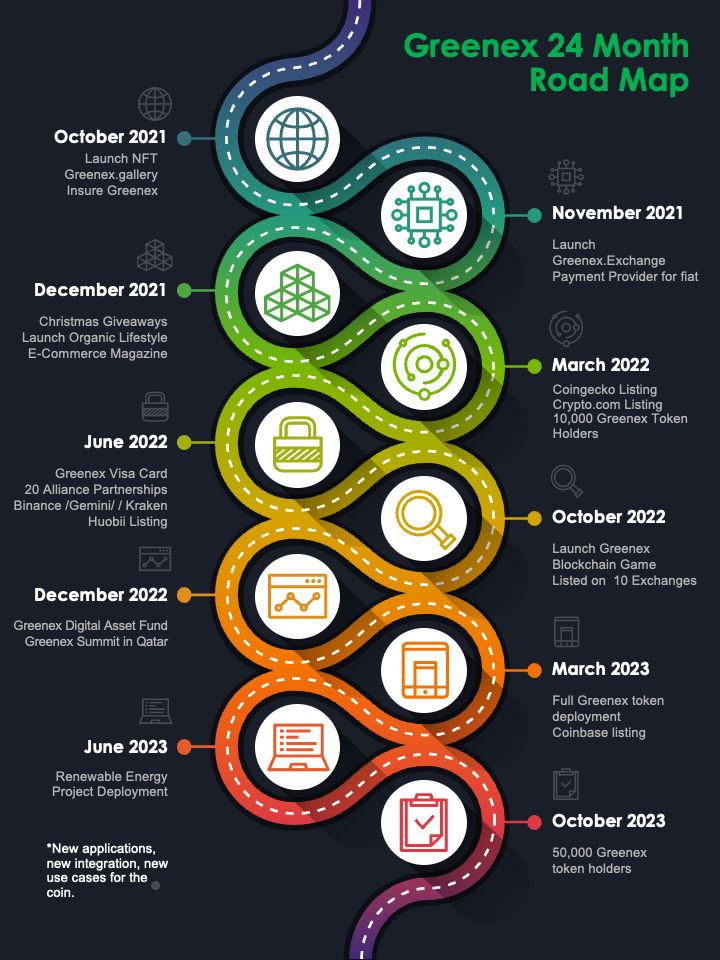 Greenex 24 Month
Road Map
October 2021
Launch NFT
Greenex.gallery
Insure Greenex
November 2021
Launch
Greenex.Exchange
Payment Provider for fiat
December 2021
Christmas Giveaways
Launch Organic Lifestyle
E-Commerce Magazine
March 2022
Coingecko Listing
Crypto.com Listing
10,000 Greenex Token
Holders
June 2022
Greenex Visa Card
20 Alliance Partnerships
Binance /Gemini/ / Kraken
Huobii Listing
October 2022
Launch Greenex
Blockchain Game
Listed on  10 Exchanges
December 2022
Greenex Digital Asset Fund
Greenex Summit in Qatar
March 2023
Full Greenex token
deployment
Coinbase listing
June 2023
Renewable Energy
Project Deployment
October 2023
50,000 Greenex
token holders
*New applications,
new integration, new
use cases for the
coin.